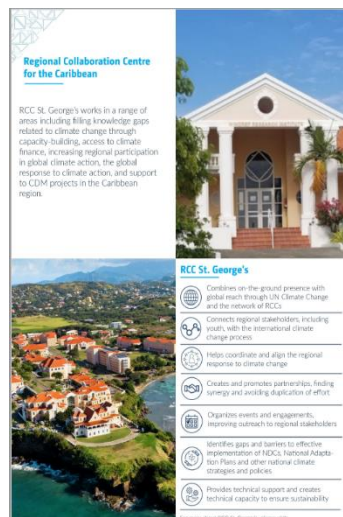 Regional Collaboration Centre
for the Caribbean
RCC St. George's works in a range of
areas including filling knowledge gaps
related to climate change through
capacity-building, access to climate
finance, increasing regional participation
in global climate action, the global
response to climate action, and support
to CDM projects in the Caribbean
region.
RESEARCH INSTITUTE
RCC St. George's
Combines on-the-ground presence with
global reach through UN Climate Change
and the network of RCCs
Connects regional stakeholders, including
youth, with the international climate
change process
Helps coordinate and align the regional
response to climate change
Creates and promotes partnerships, finding
synergy and avoiding duplication of effort
Organizes events and engagements,
improving outreach to regional stakeholders
Identifies gaps and barriers to effective
implementation of NDCs, National Adapta-
tion Plans and other national climate
strategies and policies
Provides technical support and creates
technical capacity to ensure sustainability